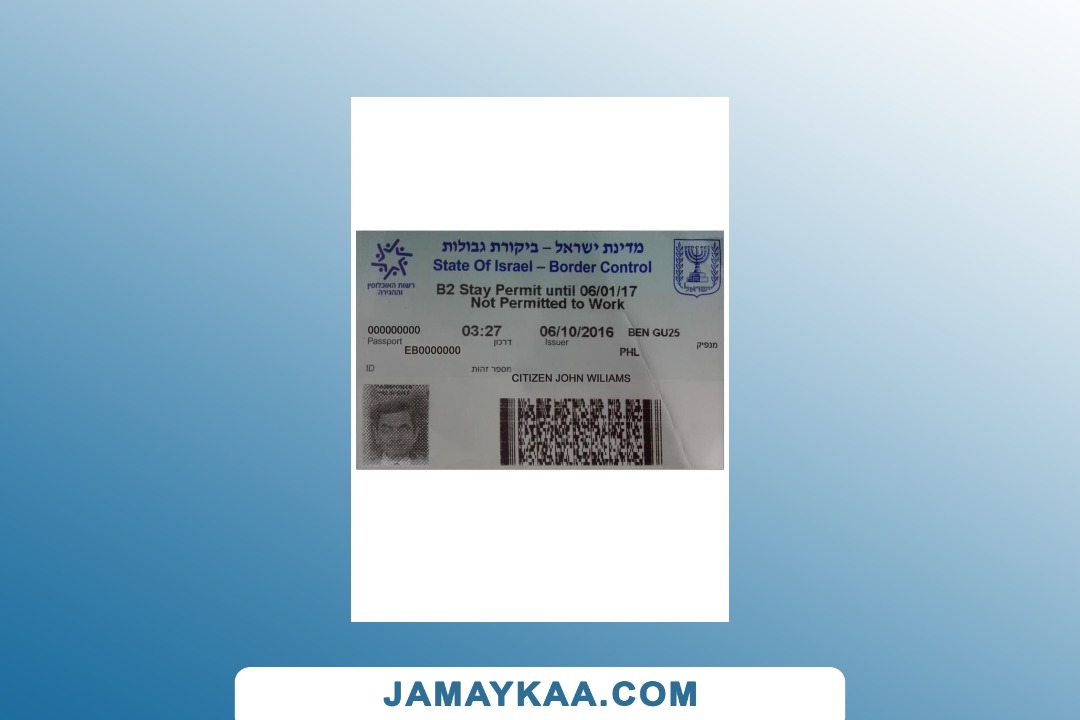 מדינת ישראל – ביקורת גבולות
State Of Israel – Border Control
רשות האוכלוסין
וההגירה
ישראל
B2 Stay Permit until 06/01/17
Not Permitted to Work
000000000 03:27 06/10/2016 BEN GU25
Passport דרכון Issuer מנפיק
EB0000000 PHL
ID מספר זהות
CITIZEN JOHN WILIAMS
JAMAYKAA.COM